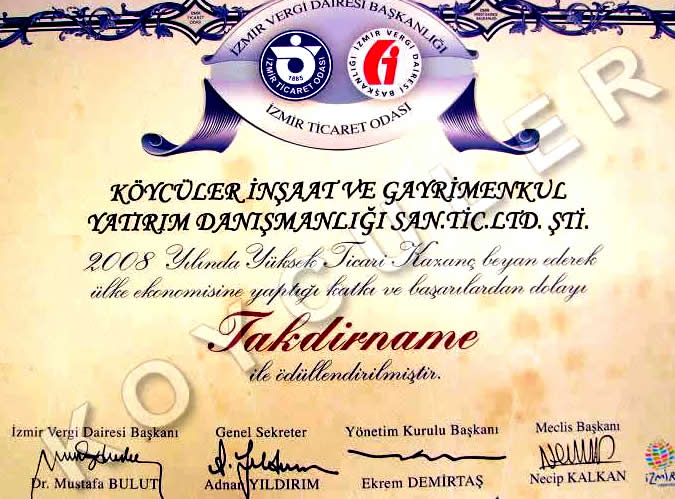 İZMİR VERGİ DAİRESİ BAŞKANLIĞI
1885
İZMİR TİCARET ODASI
İZMİR VERGİ DAİRESİ BAŞKANLIĞI
İZMİR TİCARET ODASI
KÖYCÜLER İNŞAAT VE GAYRİMENKUL
YATIRIM DANIŞMANLIĞI SAN.TİC.LTD. ŞTİ.
2008 Yılında Yüksek Ticari Kazanç beyan ederek
ülke ekonomisine yaptığı katkı ve başarılardan dolayı
Takdirname
ile ödüllendirilmiştir.
İzmir Vergi Dairesi Başkanı
Dr. Mustafa BULUT
Genel Sekreter
Adnan YILDIRIM
Yönetim Kurulu Başkanı
Ekrem DEMİRTAŞ
Meclis Başkanı
Necip KALKAN
İZMİR
KÖYCÜLER